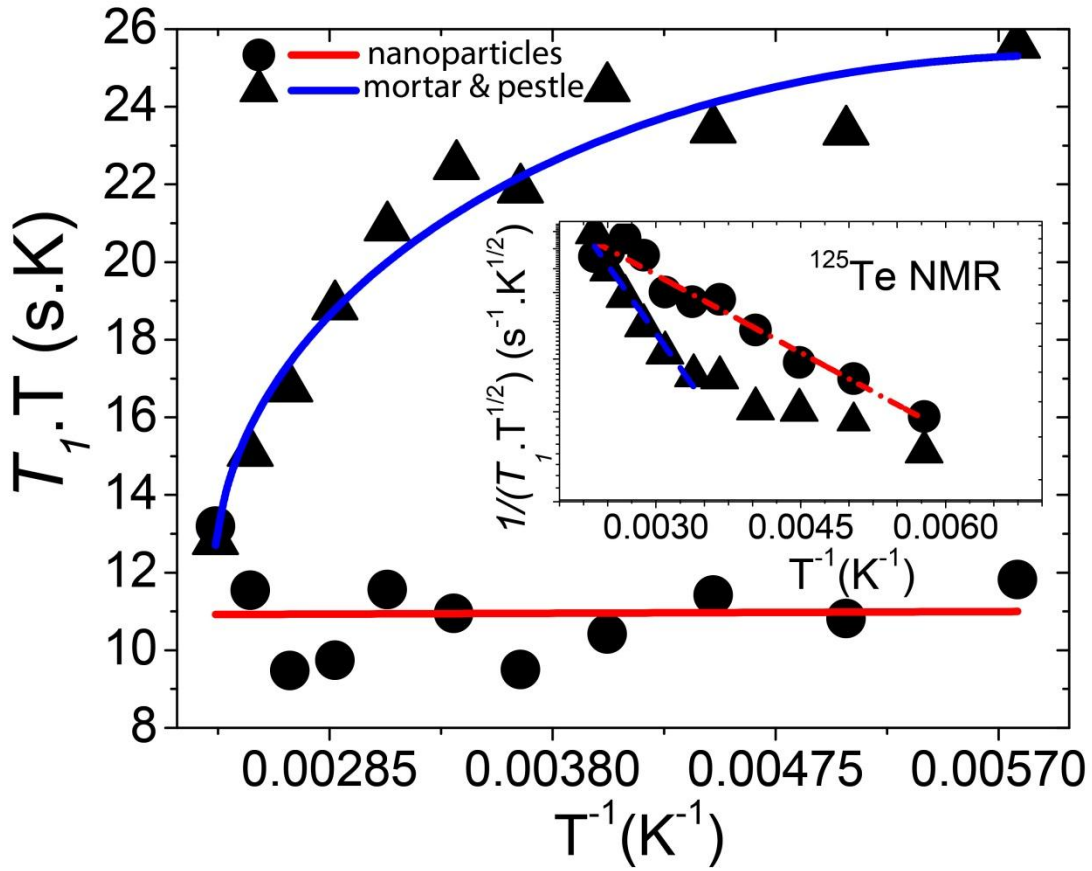 T₁.T (s.K)
26
24
22
20
18
16
14
12
10
8
nanoparticles
mortar & pestle
¹²⁵Te NMR
1/(T₁.T^1/2) (s⁻¹.K^1/2)
0.0030 0.0045 0.0060
T⁻¹(K⁻¹)
0.00285 0.00380 0.00475 0.00570
T⁻¹(K⁻¹)